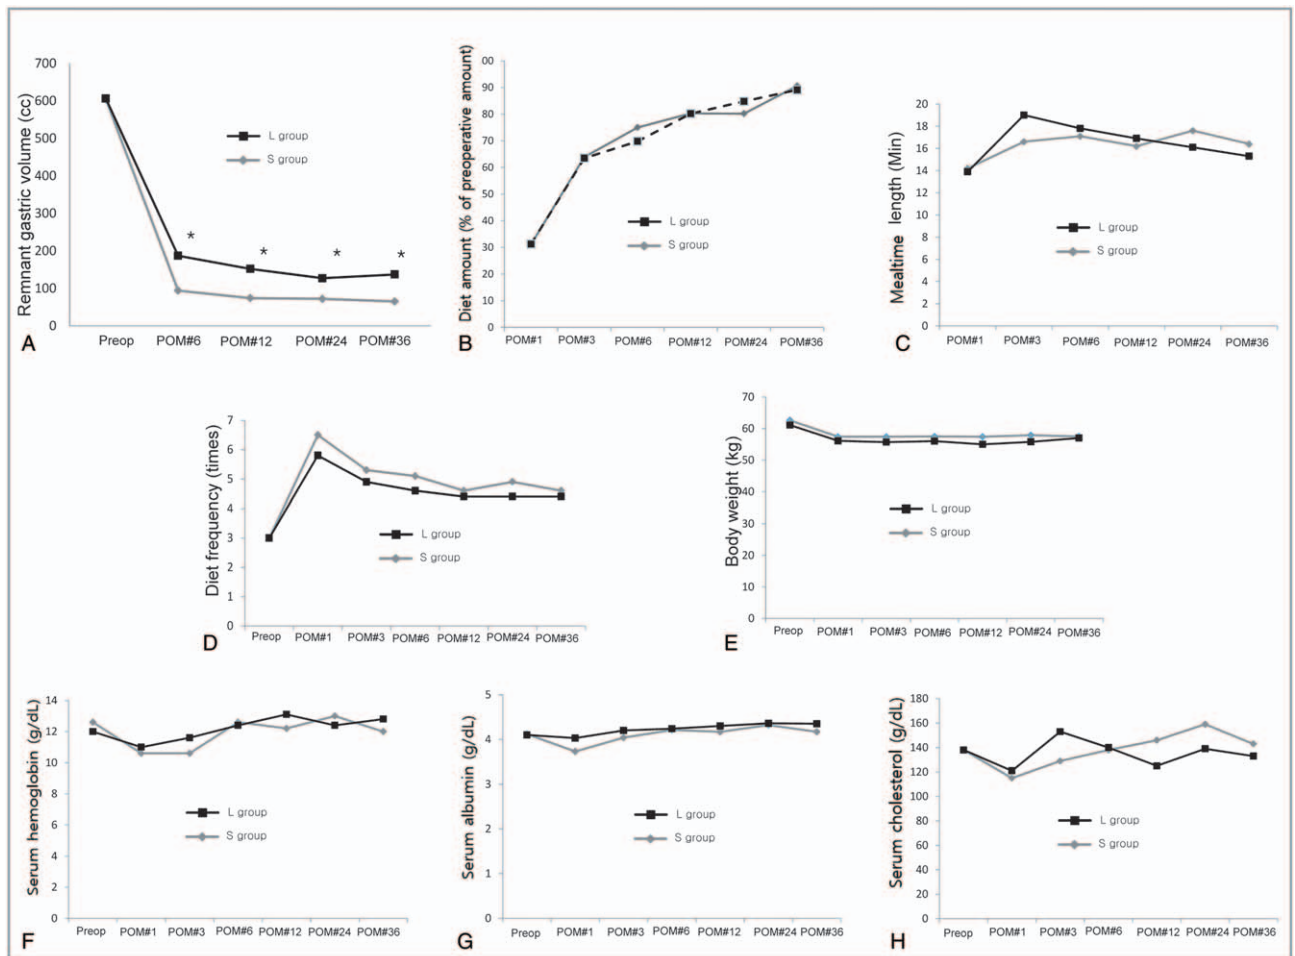 700
600
500
400
300
200
100
0
Remnant gastric volume (cc)
L group
S group
*
*
*
*
Preop POM#6 POM#12 POM#24 POM#36
A
00
90
80
70
60
50
40
30
20
10
0
Diet amount (% of preoperative amount)
L group
S group
POM#1 POM#3 POM#6 POM#12 POM#24 POM#36
B
20
18
16
14
12
10
8
6
4
2
0
Mealtime length (Min)
L group
S group
POM#1 POM#3 POM#6 POM#12 POM#24 POM#36
C
7
6
5
4
3
2
1
0
Diet frequency (times)
L group
S group
Preop POM#1 POM#3 POM#6 POM#12 POM#24 POM#36
D
70
60
50
40
30
20
10
0
Body weight (kg)
L group
S group
Preop POM#1 POM#3 POM#6 POM#12 POM#24 POM#36
E
14
12
10
8
6
4
2
0
Serum hemoglobin (g/dL)
L group
S group
Preop POM#1 POM#3 POM#6 POM#12 POM#24 POM#36
F
5
4
3
2
1
0
Serum albumin (g/dL)
L group
S group
Preop POM#1 POM#3 POM#6 POM#12 POM#24 POM#36
G
180
160
140
120
100
80
60
40
20
0
Serum cholesterol (g/dL)
L group
S group
Preop POM#1 POM#3 POM#6 POM#12 POM#24 POM#36
H